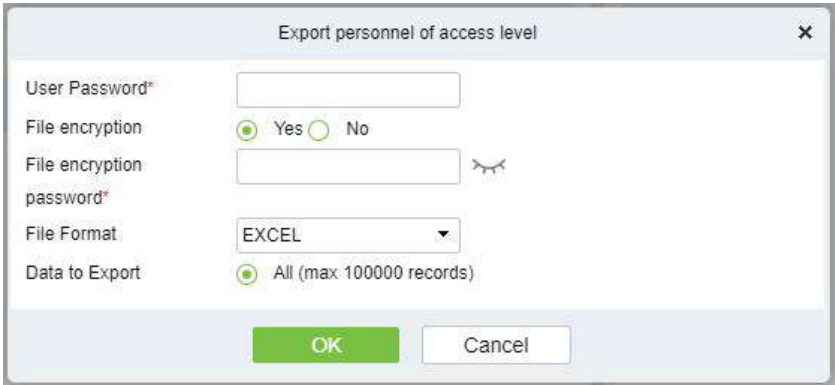 Export personnel of access level ×
User Password*
File encryption Yes No
File encryption
password*
File Format EXCEL
Data to Export All (max 100000 records)
OK Cancel